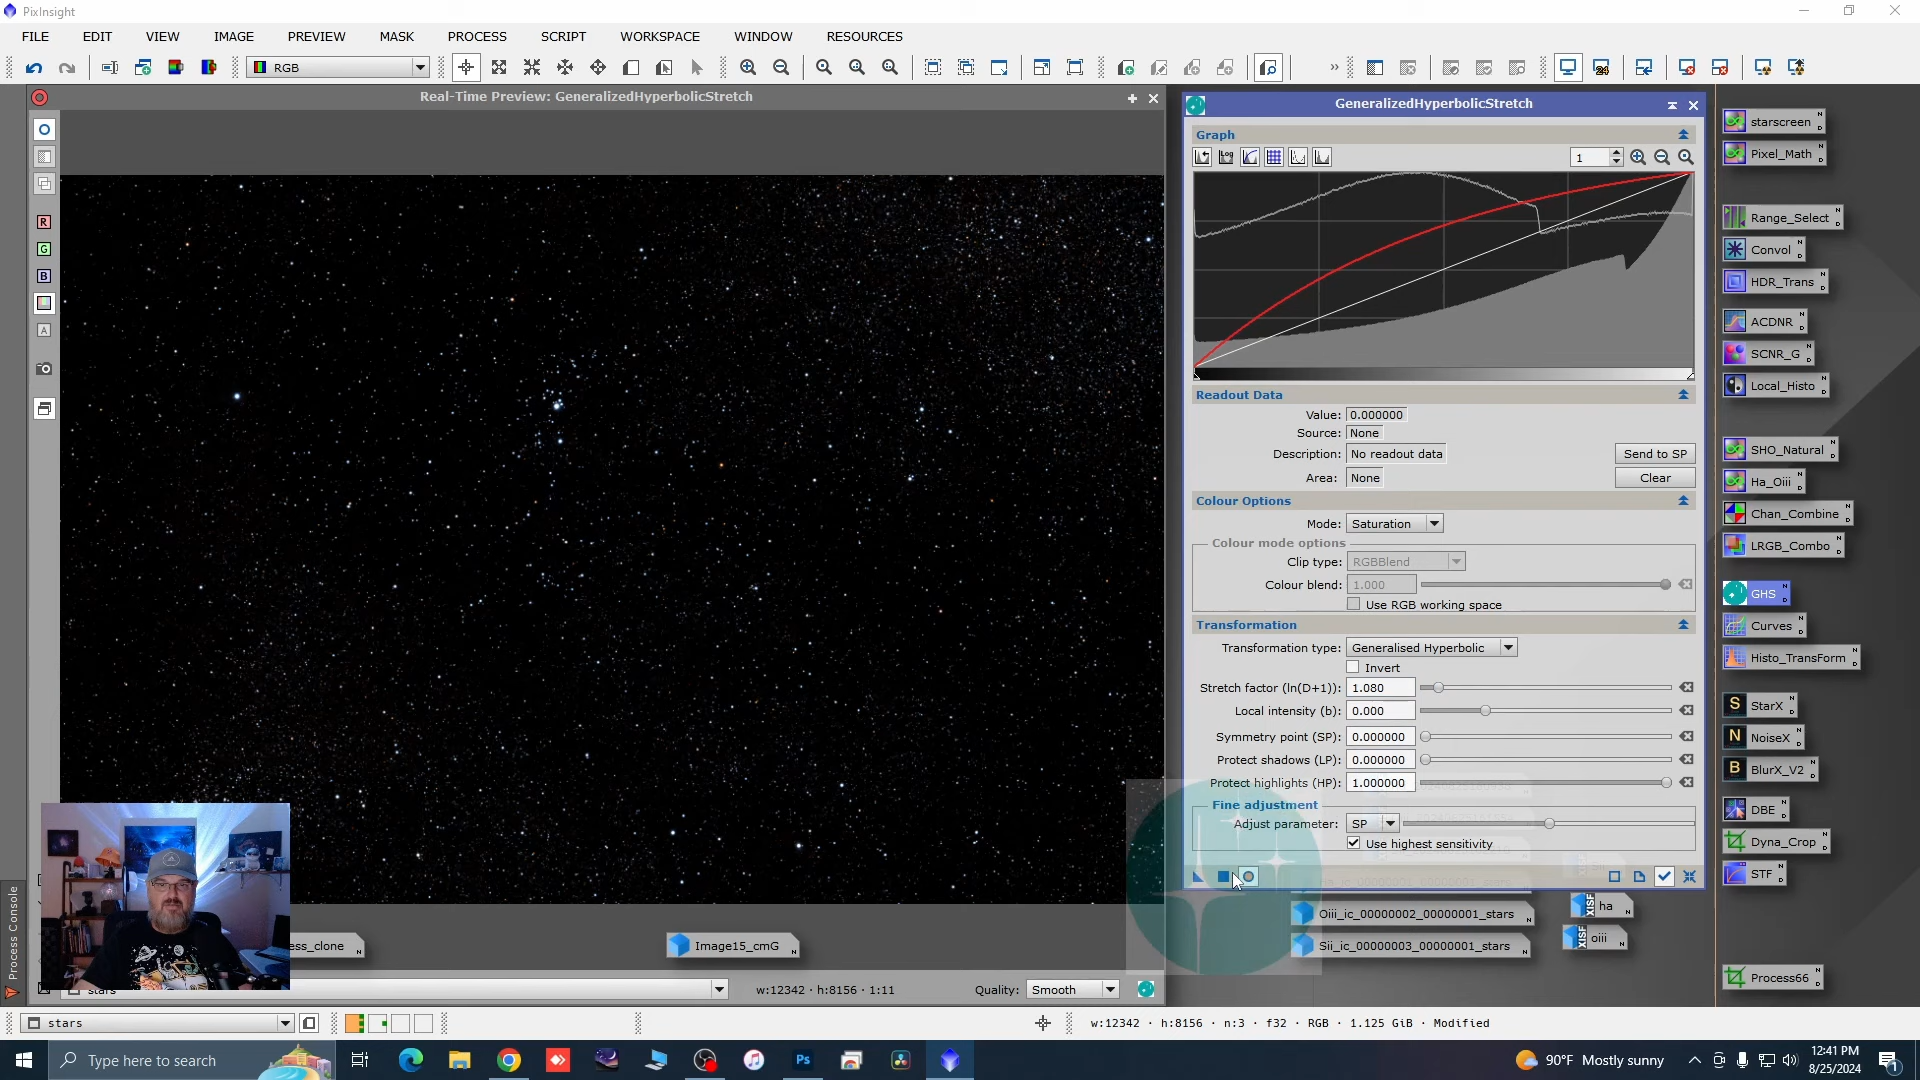 PixInsight
FILE EDIT VIEW IMAGE PREVIEW MASK PROCESS SCRIPT WORKSPACE WINDOW RESOURCES
RGB
24
Real-Time Preview: GeneralizedHyperbolicStretch
R
G
B
A
GeneralizedHyperbolicStretch
Graph
Log
1
Readout Data
Value: 0.000000
Source: None
Description: No readout data
Send to SP
Area: None
Clear
Colour Options
Mode: Saturation
Colour mode options
Clip type: RGBBlend
Colour blend: 1.000
Use RGB working space
Transformation
Transformation type: Generalised Hyperbolic
Invert
Stretch factor (ln(D+1)): 1.080
Local intensity (b): 0.000
Symmetry point (SP): 0.000000
Protect shadows (LP): 0.000000
Protect highlights (HP): 1.000000
Fine adjustment
Adjust parameter: SP
Use highest sensitivity
starscreen
Pixel_Math
Range_Select
Convol
HDR_Trans
ACDNR
SCNR_G
Local_Histo
SHO_Natural
Ha_Oiii
Chan_Combine
LRGB_Combo
GHS
Curves
Histo_TransForm
S StarX
N NoiseX
B BlurX_V2
DBE
Dyna_Crop
STF
Process66
XISF ha
XISF oiii
Oiii_ic_00000002_00000001_stars
Sii_ic_00000003_00000001_stars
ess_clone
Image15_cmG
Process Console
stars
w:12342 · h:8156 · 1:11
Quality: Smooth
stars
w:12342 · h:8156 · n:3 · f32 · RGB · 1.125 GiB · Modified
Type here to search
Ps
90°F Mostly sunny
12:41 PM
8/25/2024
1